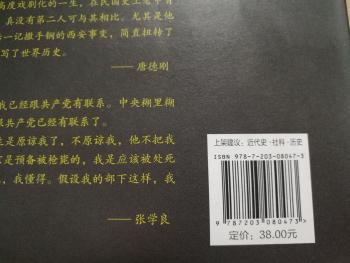 高度戏剧化的一生，在民国史上
真没有第二人可与其相比。尤其是他
一记撒手锏的西安事变，简直扭转了
写了世界历史。
——唐德刚
我已经跟共产党有联系。中央糊里糊
跟共产党已经有联系了。
生是原谅我了，不原谅我，他不把我
是预备被枪毙的，我是应该被处死
，我懂得。假设我的部下这样，我
——张学良
上架建议：近代史·社科·历史
ISBN 978-7-203-08047-3
9 787203 080473 >
定价：38.00元